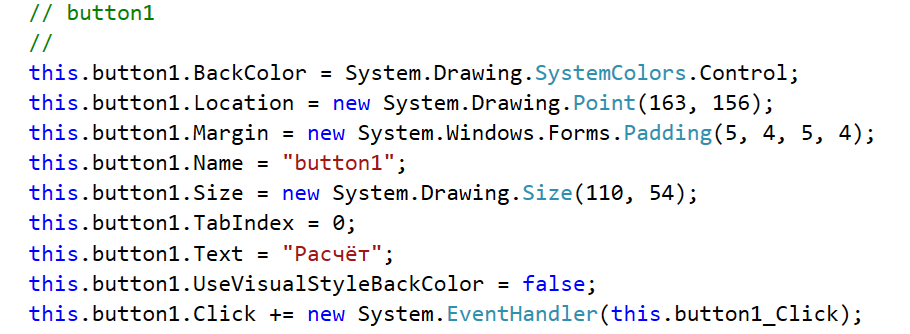 // button1
//
this.button1.BackColor = System.Drawing.SystemColors.Control;
this.button1.Location = new System.Drawing.Point(163, 156);
this.button1.Margin = new System.Windows.Forms.Padding(5, 4, 5, 4);
this.button1.Name = "button1";
this.button1.Size = new System.Drawing.Size(110, 54);
this.button1.TabIndex = 0;
this.button1.Text = "Расчёт";
this.button1.UseVisualStyleBackColor = false;
this.button1.Click += new System.EventHandler(this.button1_Click);